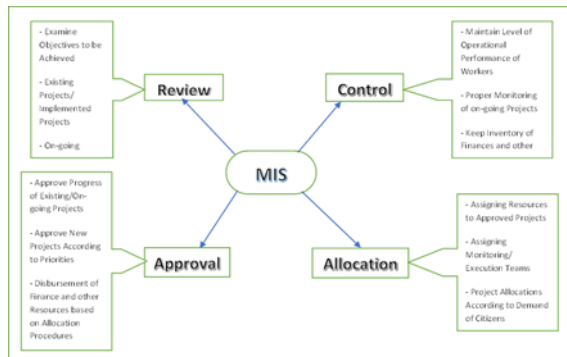 - Examine
Objectives to be
Achieved
- Existing
Projects/
Implemented
Projects
- On-going
Review
- Maintain Level of
Operational
Performance of
Workers
- Proper Monitoring
of on-going Projects
- Keep Inventory of
Finances and other
Control
MIS
- Approve Progress
of Existing/On-
going Projects
- Approve New
Projects According
to Priorities
- Disbursement of
Finance and other
Resources based
on Allocation
Procedures
Approval
Allocation
- Assigning Resources
to Approved Projects
- Assigning
Monitoring/
Execution Teams
- Project Allocations
According to Demand
of Citizens